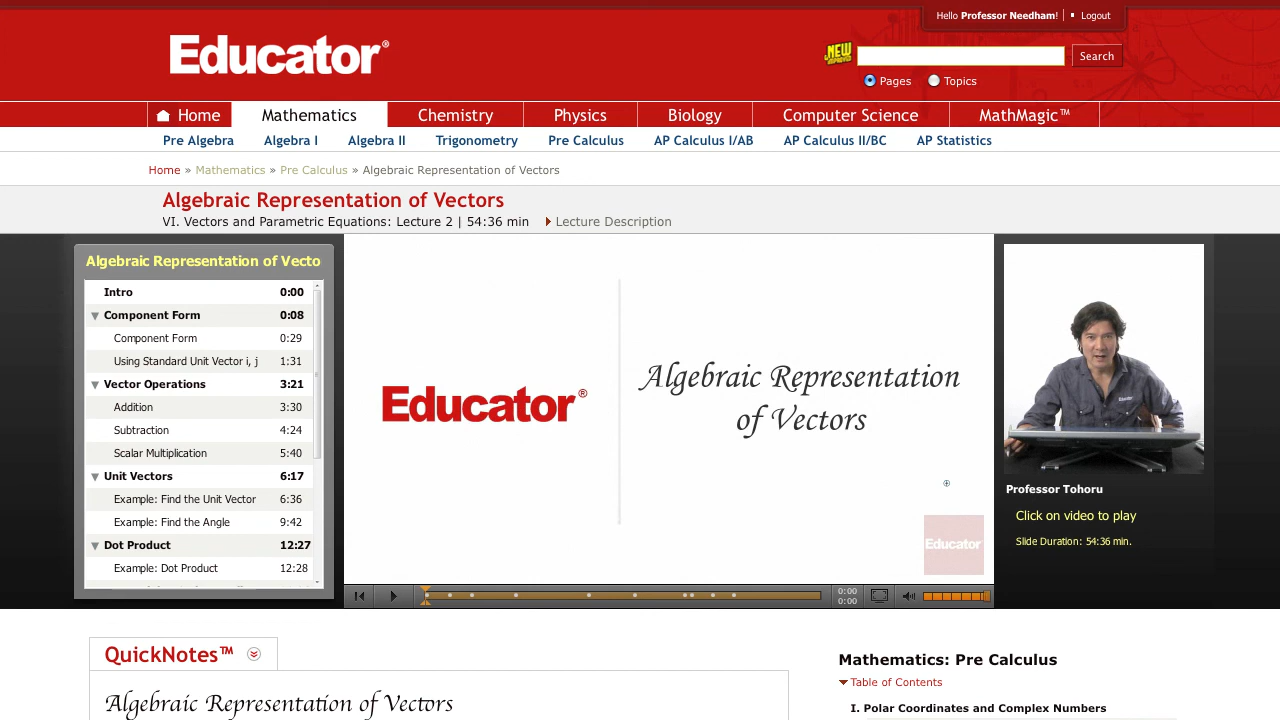 Hello Professor Needham! Logout
Educator®
NEW
Search
Pages Topics
Home Mathematics Chemistry Physics Biology Computer Science MathMagic™
Pre Algebra Algebra I Algebra II Trigonometry Pre Calculus AP Calculus I/AB AP Calculus II/BC AP Statistics
Home » Mathematics » Pre Calculus » Algebraic Representation of Vectors
Algebraic Representation of Vectors
VI. Vectors and Parametric Equations: Lecture 2 | 54:36 min Lecture Description
Algebraic Representation of Vecto
Intro 0:00
Component Form 0:08
Component Form 0:29
Using Standard Unit Vector i, j 1:31
Vector Operations 3:21
Addition 3:30
Subtraction 4:24
Scalar Multiplication 5:40
Unit Vectors 6:17
Example: Find the Unit Vector 6:36
Example: Find the Angle 9:42
Dot Product 12:27
Example: Dot Product 12:28
Educator®
Algebraic Representation
of Vectors
Educator
0:00
0:00
Educator
Professor Tohoru
Click on video to play
Slide Duration: 54:36 min.
QuickNotes™
Algebraic Representation of Vectors
Mathematics: Pre Calculus
Table of Contents
I. Polar Coordinates and Complex Numbers